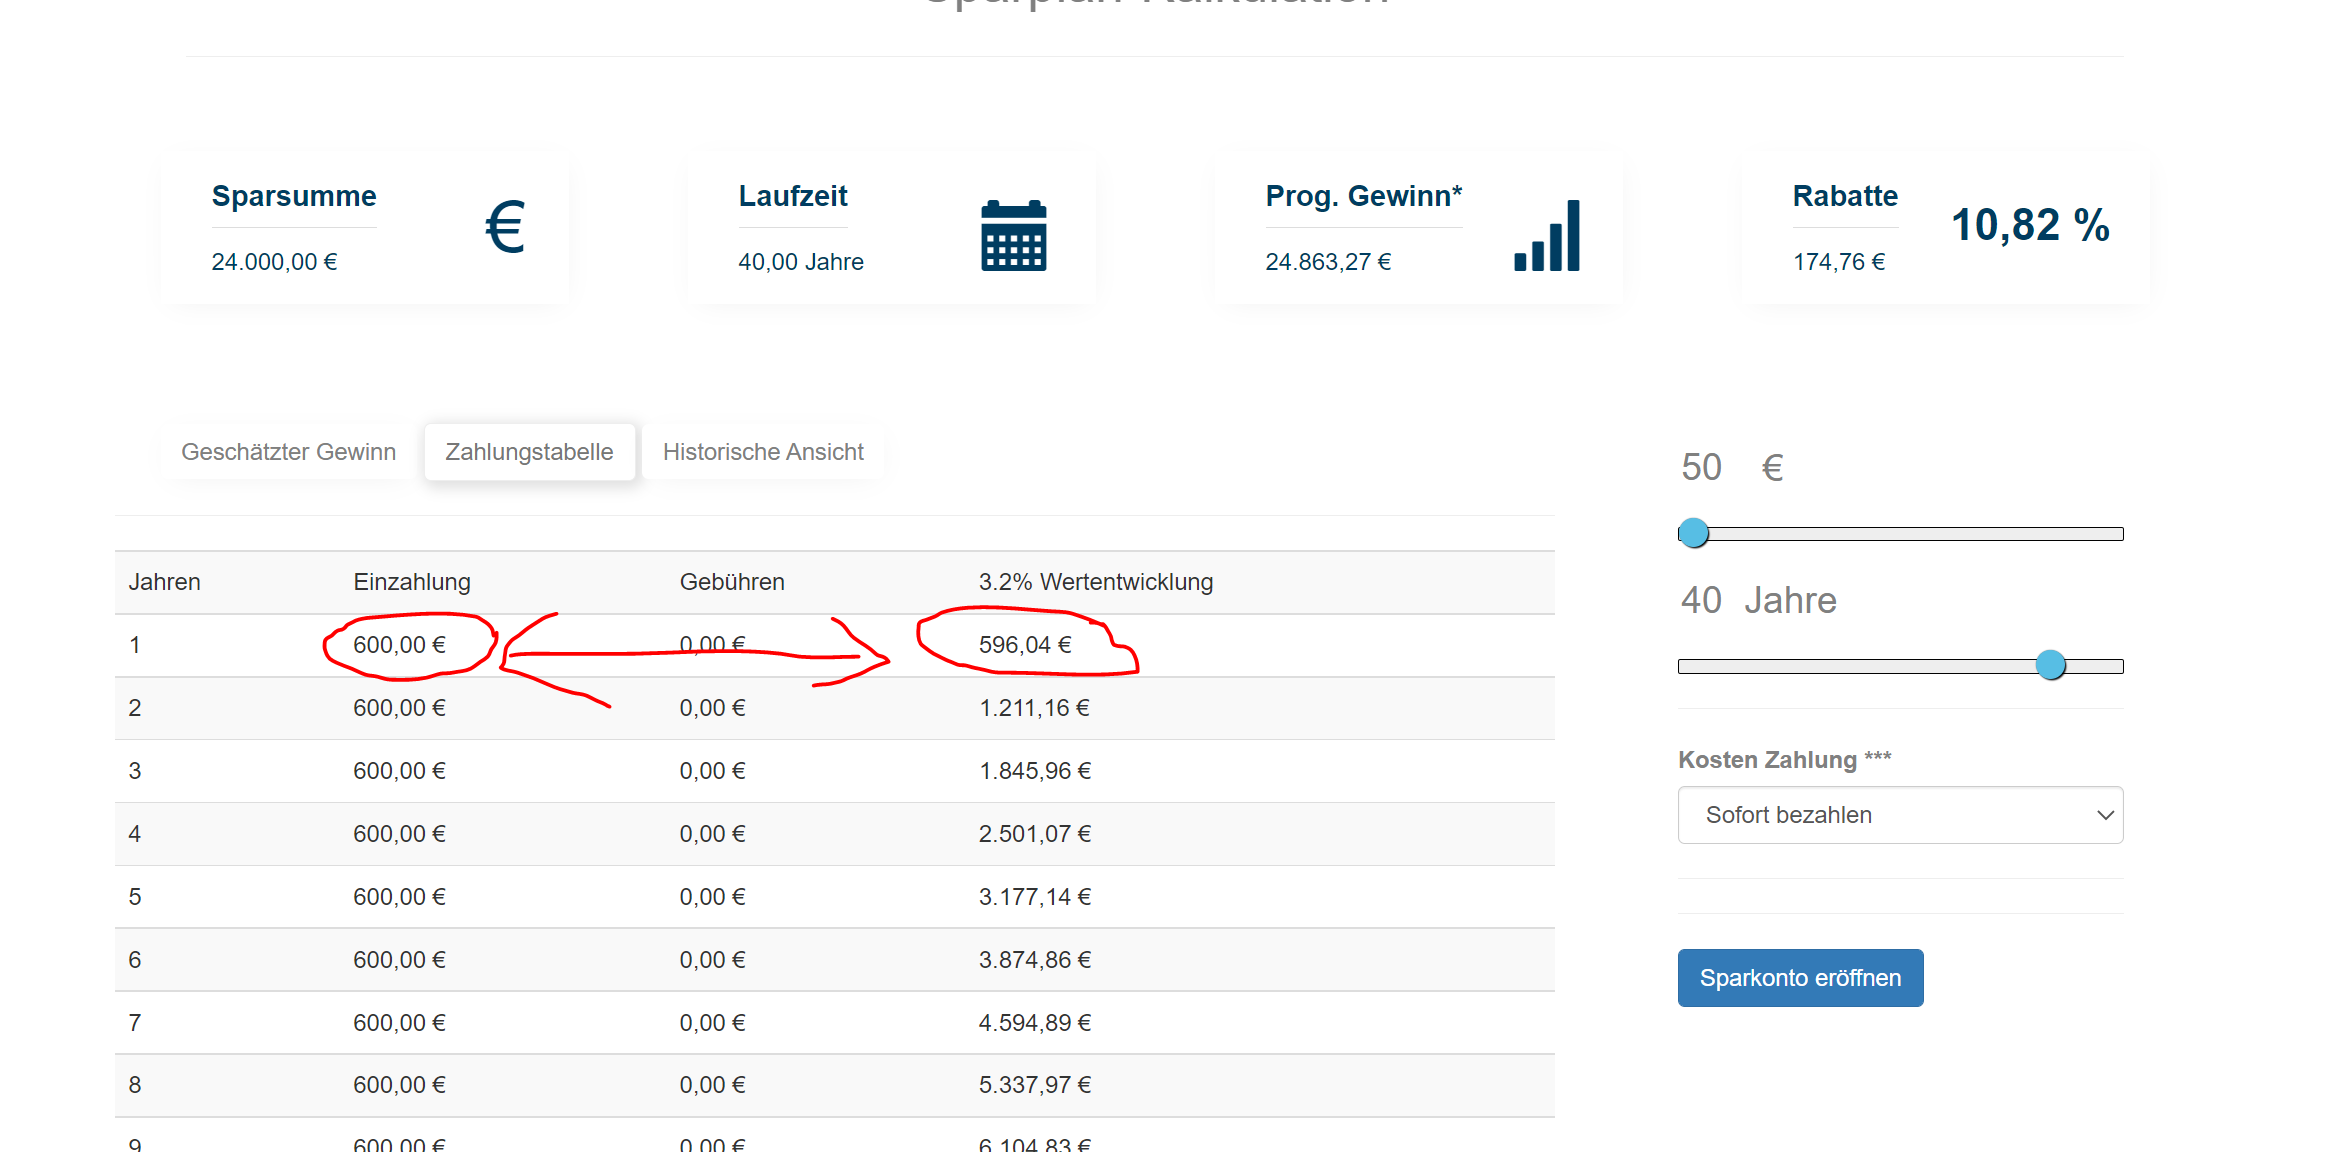 Sparplan Kalkulation
Sparsumme
24.000,00 €
€
Laufzeit
40,00 Jahre
Prog. Gewinn*
24.863,27 €
Rabatte
174,76 €
10,82 %
Geschätzter Gewinn
Zahlungstabelle
Historische Ansicht
Jahren Einzahlung Gebühren 3.2% Wertentwicklung
1 600,00 € 0,00 € 596,04 €
2 600,00 € 0,00 € 1.211,16 €
3 600,00 € 0,00 € 1.845,96 €
4 600,00 € 0,00 € 2.501,07 €
5 600,00 € 0,00 € 3.177,14 €
6 600,00 € 0,00 € 3.874,86 €
7 600,00 € 0,00 € 4.594,89 €
8 600,00 € 0,00 € 5.337,97 €
9 600,00 € 0,00 € 6.104,83 €
50 €
40 Jahre
Kosten Zahlung ***
Sofort bezahlen
Sparkonto eröffnen